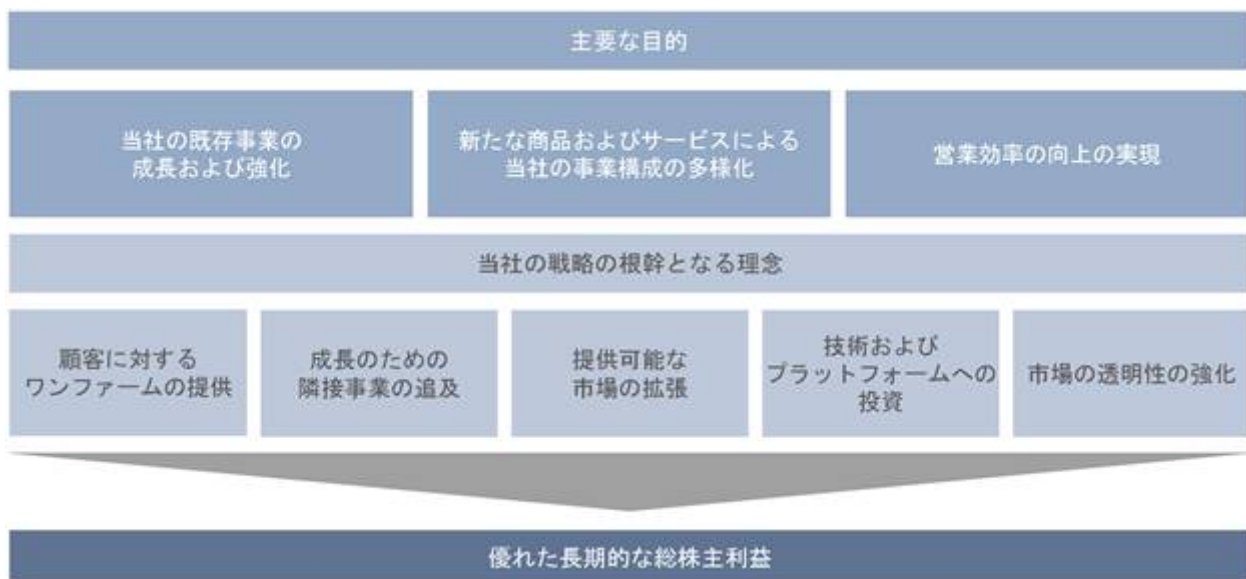 主要な目的
当社の既存事業の
成長および強化
新たな商品およびサービスによる
当社の事業構成の多様化
営業効率の向上の実現
当社の戦略の根幹となる理念
顧客に対する
ワンファームの提供
成長のための
隣接事業の追及
提供可能な
市場の拡張
技術および
プラットフォームへの
投資
市場の透明性の強化
優れた長期的な総株主利益